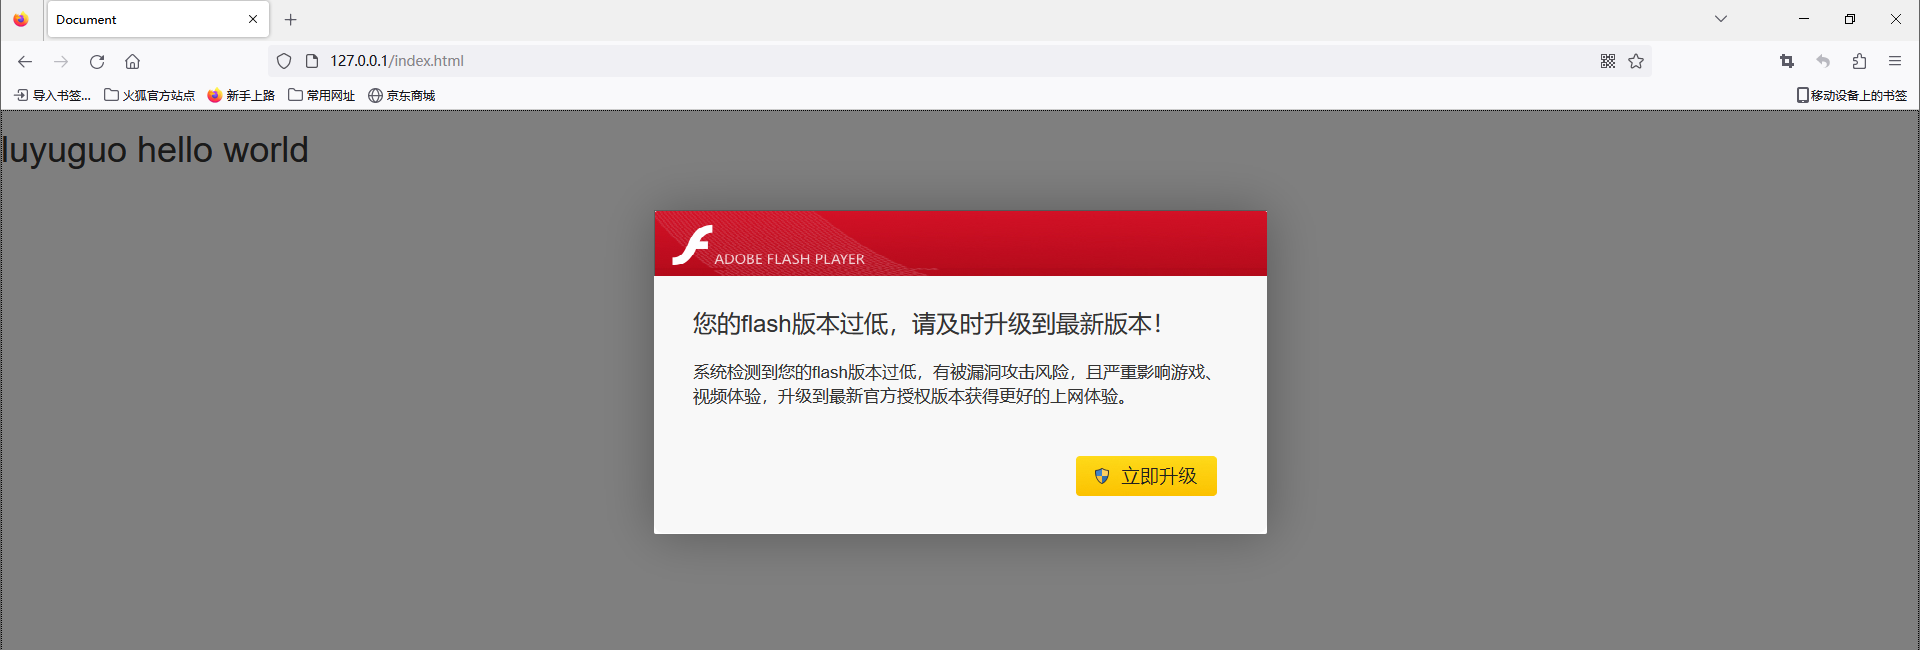 Document
127.0.0.1/index.html
导入书签... 火狐官方站点 新手上路 常用网址 京东商城 移动设备上的书签
luyuguo hello world
ADOBE FLASH PLAYER
您的flash版本过低，请及时升级到最新版本！
系统检测到您的flash版本过低，有被漏洞攻击风险，且严重影响游戏、
视频体验，升级到最新官方授权版本获得更好的上网体验。
立即升级